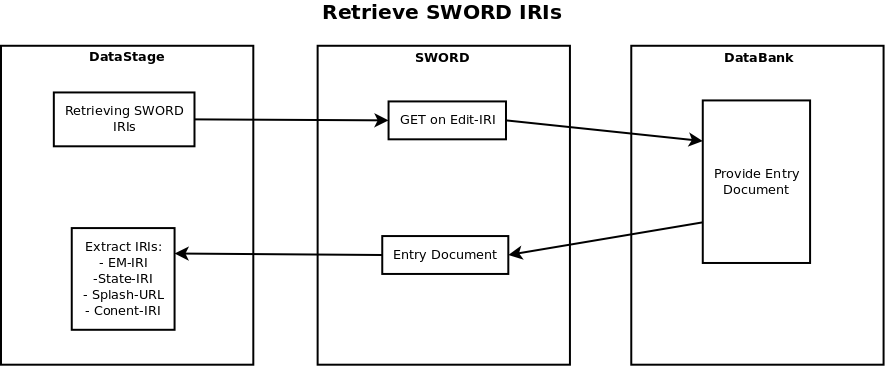 Retrieve SWORD IRIs
DataStage
SWORD
DataBank
Retrieving SWORD
IRIs
GET on Edit-IRI
Provide Entry
Document
Extract IRIs:
- EM-IRI
-State-IRI
- Splash-URL
- Conent-IRI
Entry Document